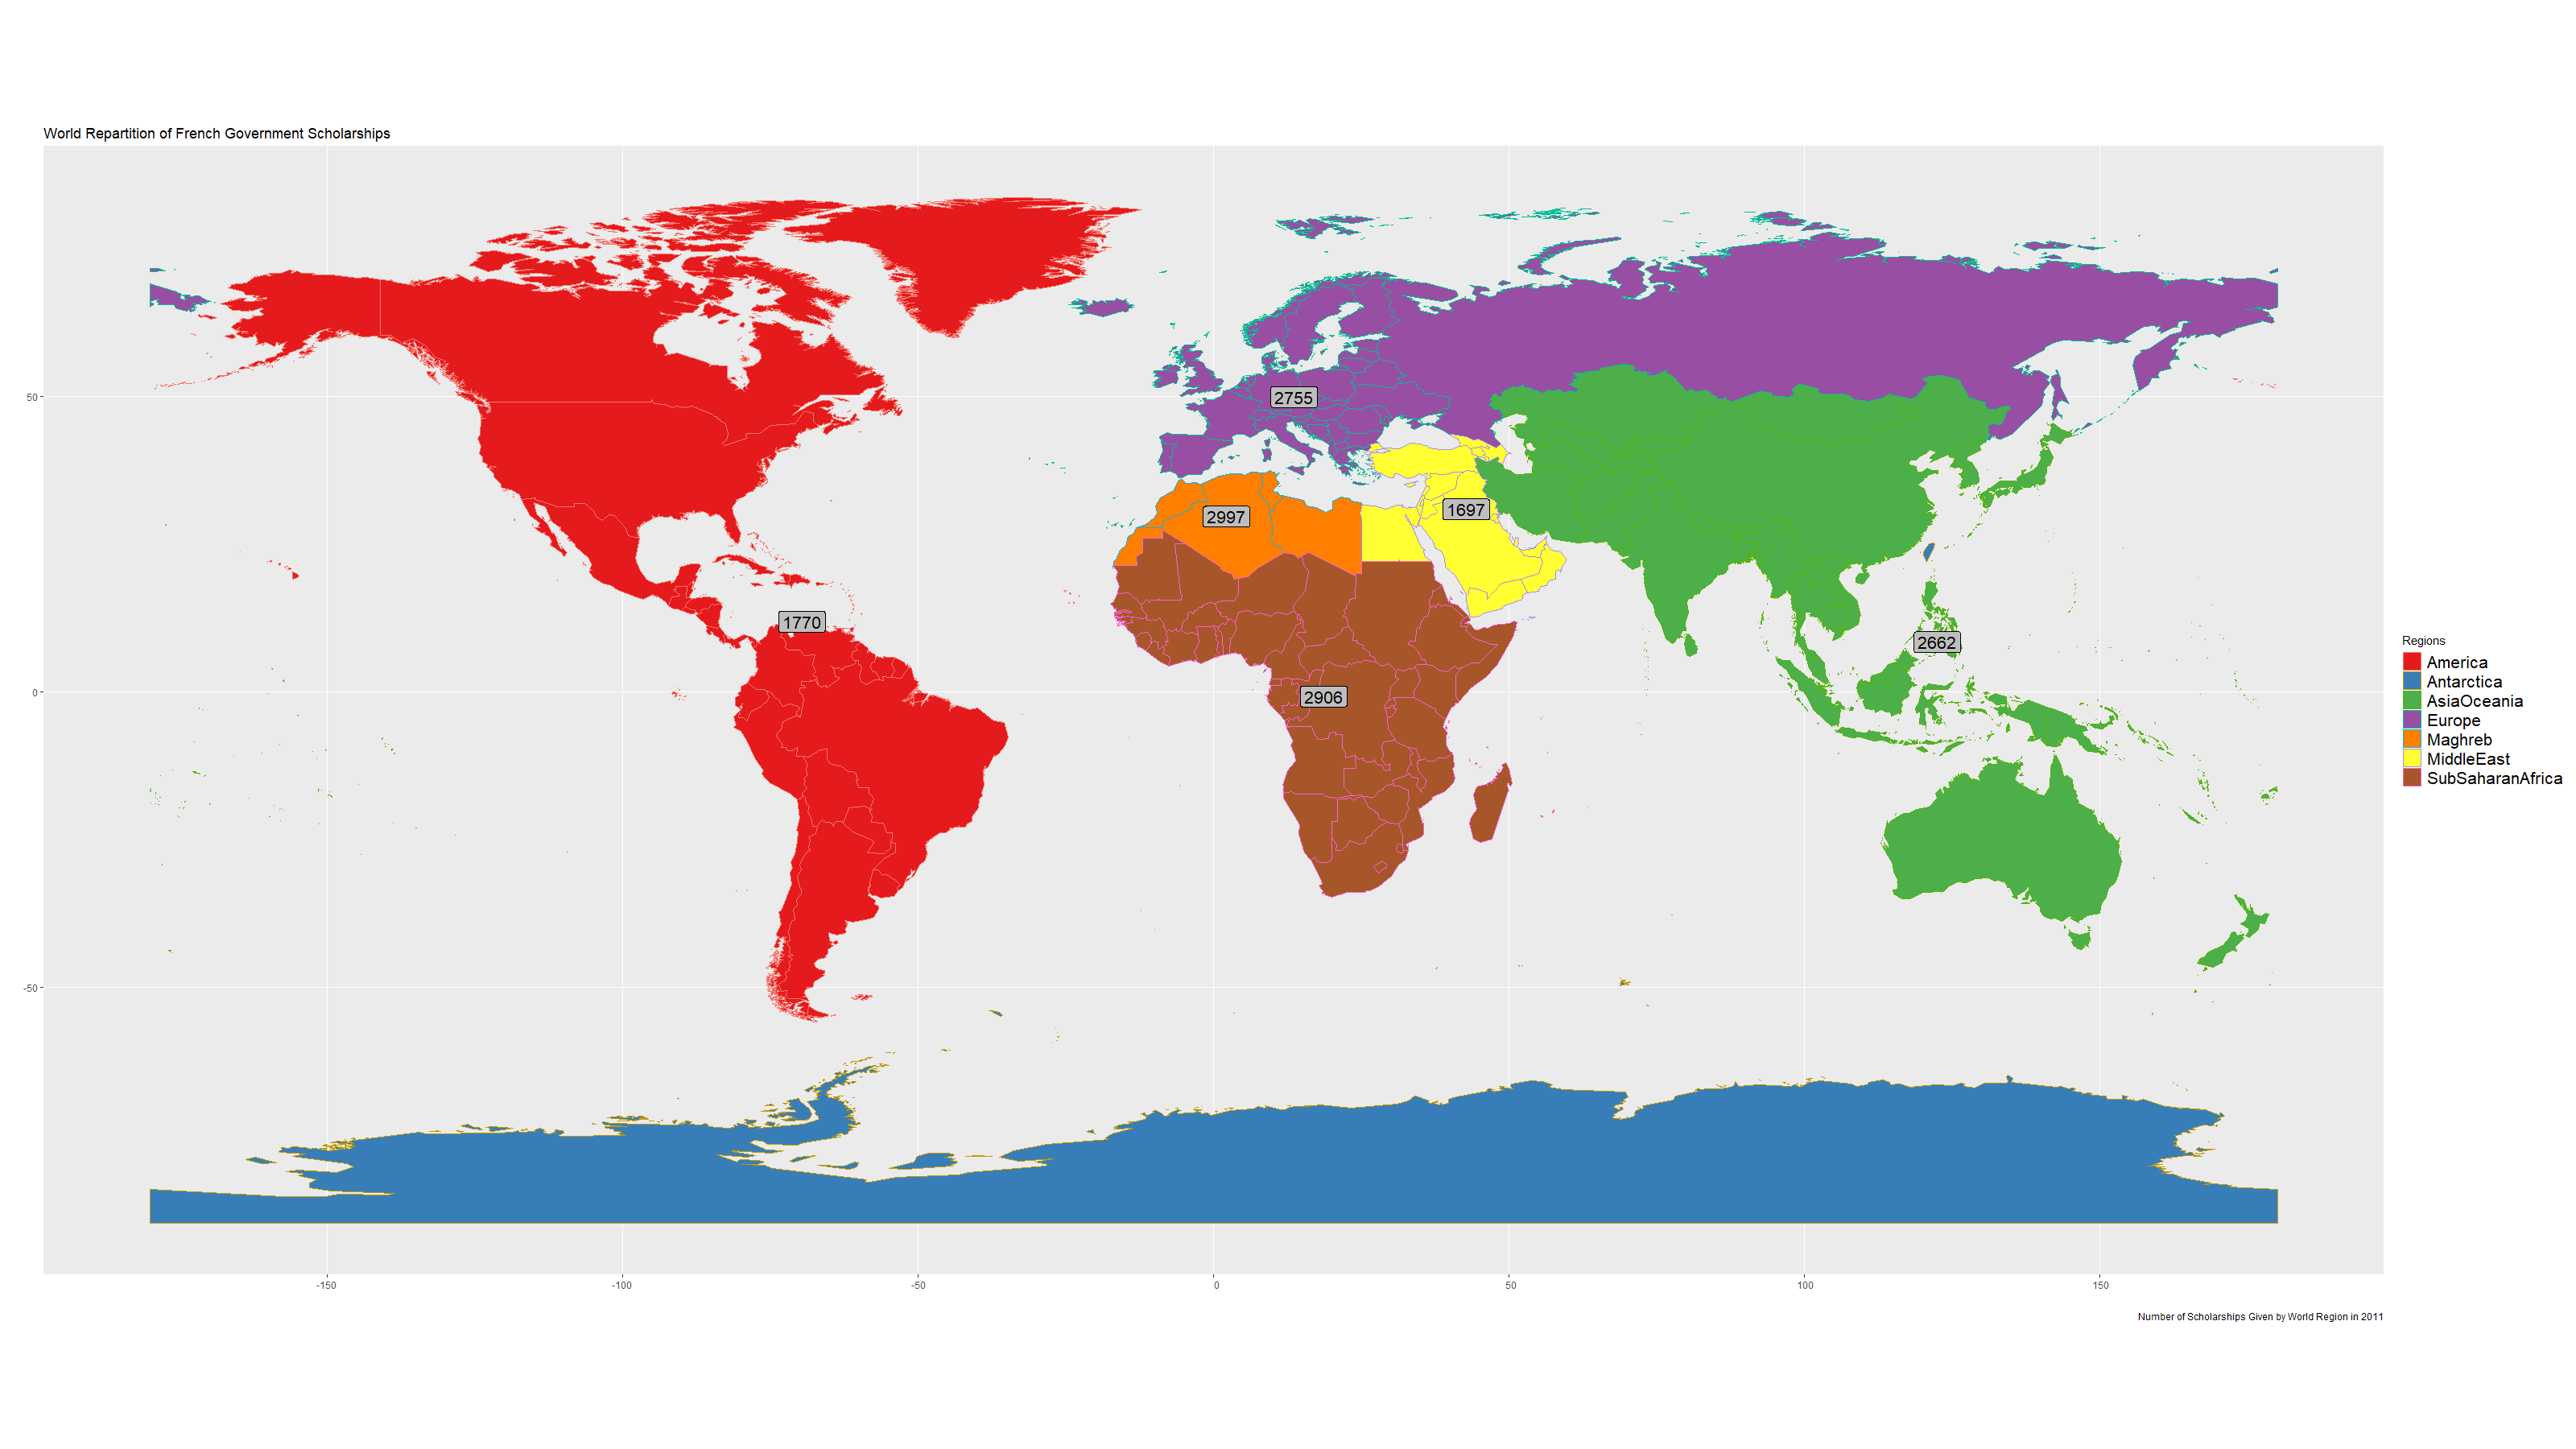 World Repartition of French Government Scholarships
50
0
-50
2755
2997
1697
1770
2662
2906
-150
-100
-50
0
50
100
150
Regions
America
Antarctica
AsiaOceania
Europe
Maghreb
MiddleEast
SubSaharanAfrica
Number of Scholarships Given by World Region in 2011